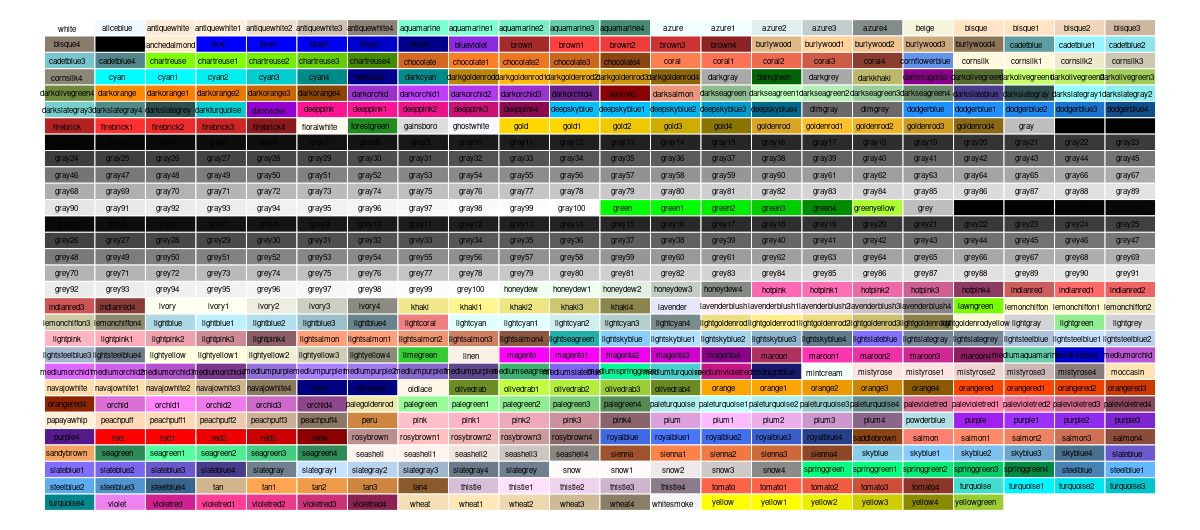 white aliceblue antiquewhite antiquewhite1 antiquewhite2 antiquewhite3 antiquewhite4 aquamarine aquamarine1 aquamarine2 aquamarine3 aquamarine4 azure azure1 azure2 azure3 azure4 beige bisque bisque1 bisque2 bisque3
bisque4 blanchedalmond blue blue1 blue2 blue3 blue4 blueviolet brown brown1 brown2 brown3 brown4 burlywood burlywood1 burlywood2 burlywood3 burlywood4 cadetblue cadetblue1 cadetblue2
cadetblue3 cadetblue4 chartreuse chartreuse1 chartreuse2 chartreuse3 chartreuse4 chocolate chocolate1 chocolate2 chocolate3 chocolate4 coral coral1 coral2 coral3 coral4 cornflowerblue cornsilk cornsilk1 cornsilk2 cornsilk3
cornsilk4 cyan cyan1 cyan2 cyan3 cyan4 darkblue darkcyan darkgoldenrod darkgoldenrod1 darkgoldenrod2 darkgoldenrod3 darkgoldenrod4 darkgray darkgreen darkgrey darkkhaki darkmagenta darkolivegreen darkolivegreen1 darkolivegreen2 darkolivegreen3
darkolivegreen4 darkorange darkorange1 darkorange2 darkorange3 darkorange4 darkorchid darkorchid1 darkorchid2 darkorchid3 darkorchid4 darkred darksalmon darkseagreen darkseagreen1 darkseagreen2 darkseagreen3 darkseagreen4 darkslateblue darkslategray darkslategray1 darkslategray2
darkslategray3 darkslategray4 darkslategrey darkturquoise darkviolet deeppink deeppink1 deeppink2 deeppink3 deeppink4 deepskyblue deepskyblue1 deepskyblue2 deepskyblue3 deepskyblue4 dimgray dimgrey dodgerblue dodgerblue1 dodgerblue2 dodgerblue3 dodgerblue4
firebrick firebrick1 firebrick2 firebrick3 firebrick4 floralwhite forestgreen gainsboro ghostwhite gold gold1 gold2 gold3 gold4 goldenrod goldenrod1 goldenrod2 goldenrod3 goldenrod4 gray
gray11 gray12 gray13 gray14 gray15 gray16 gray17 gray18 gray19 gray20 gray21 gray22 gray23
gray24 gray25 gray26 gray27 gray28 gray29 gray30 gray31 gray32 gray33 gray34 gray35 gray36 gray37 gray38 gray39 gray40 gray41 gray42 gray43 gray44 gray45
gray46 gray47 gray48 gray49 gray50 gray51 gray52 gray53 gray54 gray55 gray56 gray57 gray58 gray59 gray60 gray61 gray62 gray63 gray64 gray65 gray66 gray67
gray68 gray69 gray70 gray71 gray72 gray73 gray74 gray75 gray76 gray77 gray78 gray79 gray80 gray81 gray82 gray83 gray84 gray85 gray86 gray87 gray88 gray89
gray90 gray91 gray92 gray93 gray94 gray95 gray96 gray97 gray98 gray99 gray100 green green1 green2 green3 green4 greenyellow grey
grey11 grey12 grey13 grey14 grey15 grey16 grey17 grey18 grey19 grey20 grey21 grey22 grey23 grey24 grey25
grey26 grey27 grey28 grey29 grey30 grey31 grey32 grey33 grey34 grey35 grey36 grey37 grey38 grey39 grey40 grey41 grey42 grey43 grey44 grey45 grey46 grey47
grey48 grey49 grey50 grey51 grey52 grey53 grey54 grey55 grey56 grey57 grey58 grey59 grey60 grey61 grey62 grey63 grey64 grey65 grey66 grey67 grey68 grey69
grey70 grey71 grey72 grey73 grey74 grey75 grey76 grey77 grey78 grey79 grey80 grey81 grey82 grey83 grey84 grey85 grey86 grey87 grey88 grey89 grey90 grey91
grey92 grey93 grey94 grey95 grey96 grey97 grey98 grey99 grey100 honeydew honeydew1 honeydew2 honeydew3 honeydew4 hotpink hotpink1 hotpink2 hotpink3 hotpink4 indianred indianred1 indianred2
indianred3 indianred4 ivory ivory1 ivory2 ivory3 ivory4 khaki khaki1 khaki2 khaki3 khaki4 lavender lavenderblush lavenderblush1 lavenderblush2 lavenderblush3 lavenderblush4 lawngreen lemonchiffon lemonchiffon1 lemonchiffon2
lemonchiffon3 lemonchiffon4 lightblue lightblue1 lightblue2 lightblue3 lightblue4 lightcoral lightcyan lightcyan1 lightcyan2 lightcyan3 lightcyan4 lightgoldenrod lightgoldenrod1 lightgoldenrod2 lightgoldenrod3 lightgoldenrod4 lightgoldenrodyellow lightgray lightgreen lightgrey
lightpink lightpink1 lightpink2 lightpink3 lightpink4 lightsalmon lightsalmon1 lightsalmon2 lightsalmon3 lightsalmon4 lightseagreen lightskyblue lightskyblue1 lightskyblue2 lightskyblue3 lightskyblue4 lightslateblue lightslategray lightslategrey lightsteelblue lightsteelblue1 lightsteelblue2
lightsteelblue3 lightsteelblue4 lightyellow lightyellow1 lightyellow2 lightyellow3 lightyellow4 limegreen linen magenta magenta1 magenta2 magenta3 magenta4 maroon maroon1 maroon2 maroon3 maroon4 mediumaquamarine mediumblue mediumorchid
mediumorchid1 mediumorchid2 mediumorchid3 mediumorchid4 mediumpurple mediumpurple1 mediumpurple2 mediumpurple3 mediumpurple4 mediumseagreen mediumslateblue mediumspringgreen mediumturquoise mediumvioletred midnightblue mintcream mistyrose mistyrose1 mistyrose2 mistyrose3 mistyrose4 moccasin
navajowhite navajowhite1 navajowhite2 navajowhite3 navajowhite4 navy navyblue oldlace olivedrab olivedrab1 olivedrab2 olivedrab3 olivedrab4 orange orange1 orange2 orange3 orange4 orangered orangered1 orangered2 orangered3
orangered4 orchid orchid1 orchid2 orchid3 orchid4 palegoldenrod palegreen palegreen1 palegreen2 palegreen3 palegreen4 paleturquoise paleturquoise1 paleturquoise2 paleturquoise3 paleturquoise4 palevioletred palevioletred1 palevioletred2 palevioletred3 palevioletred4
papayawhip peachpuff peachpuff1 peachpuff2 peachpuff3 peachpuff4 peru pink pink1 pink2 pink3 pink4 plum plum1 plum2 plum3 plum4 powderblue purple purple1 purple2 purple3
purple4 red red1 red2 red3 red4 rosybrown rosybrown1 rosybrown2 rosybrown3 rosybrown4 royalblue royalblue1 royalblue2 royalblue3 royalblue4 saddlebrown salmon salmon1 salmon2 salmon3 salmon4
sandybrown seagreen seagreen1 seagreen2 seagreen3 seagreen4 seashell seashell1 seashell2 seashell3 seashell4 sienna sienna1 sienna2 sienna3 sienna4 skyblue skyblue1 skyblue2 skyblue3 skyblue4 slateblue
slateblue1 slateblue2 slateblue3 slateblue4 slategray slategray1 slategray2 slategray3 slategray4 slategrey snow snow1 snow2 snow3 snow4 springgreen springgreen1 springgreen2 springgreen3 springgreen4 steelblue steelblue1
steelblue2 steelblue3 steelblue4 tan tan1 tan2 tan3 tan4 thistle thistle1 thistle2 thistle3 thistle4 tomato tomato1 tomato2 tomato3 tomato4 turquoise turquoise1 turquoise2 turquoise3
turquoise4 violet violetred violetred1 violetred2 violetred3 violetred4 wheat wheat1 wheat2 wheat3 wheat4 whitesmoke yellow yellow1 yellow2 yellow3 yellow4 yellowgreen